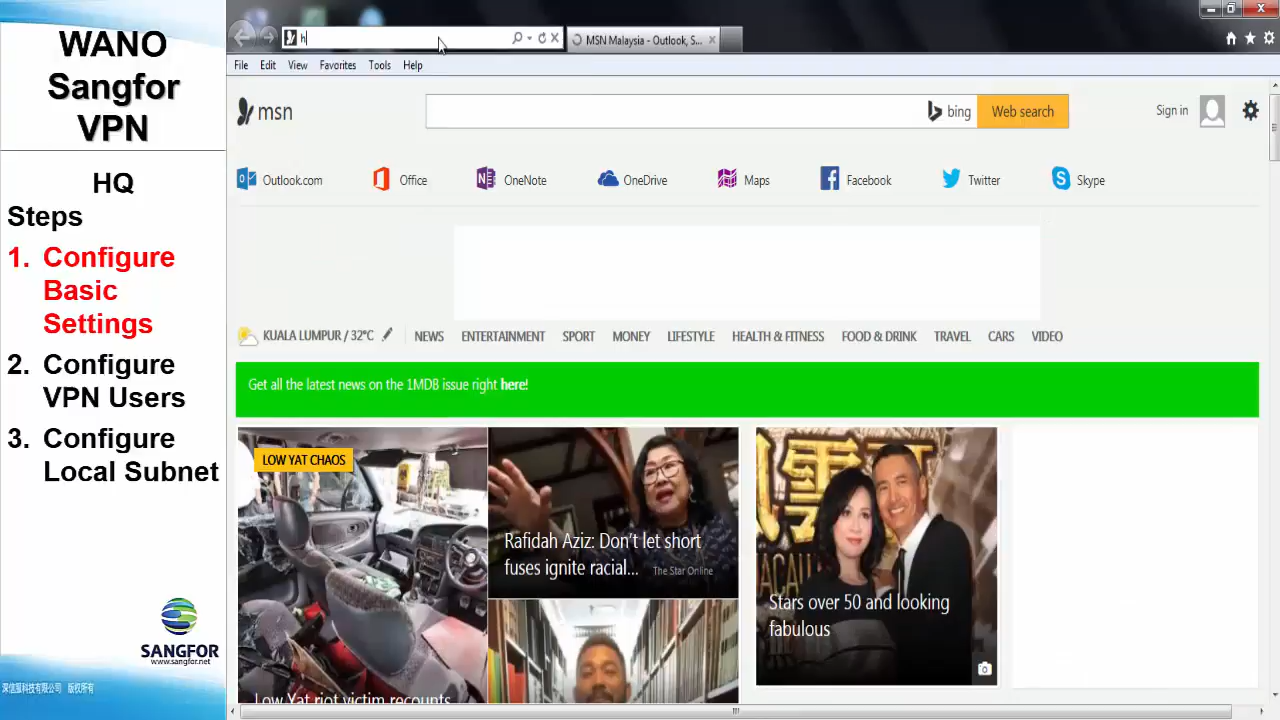 WANO
Sangfor
VPN
HQ
Steps
1. Configure
Basic
Settings
2. Configure
VPN Users
3. Configure
Local Subnet
SANGFOR
www.sangfor.net
深信服科技有限公司 版权所有
h
MSN Malaysia - Outlook, S...
File Edit View Favorites Tools Help
msn
bing
Web search
Sign in
Outlook.com
Office
OneNote
OneDrive
Maps
Facebook
Twitter
Skype
KUALA LUMPUR / 32°C
NEWS ENTERTAINMENT SPORT MONEY LIFESTYLE HEALTH & FITNESS FOOD & DRINK TRAVEL CARS VIDEO
Get all the latest news on the 1MDB issue right here!
LOW YAT CHAOS
Low Yat riot victim recounts
Rafidah Aziz: Don't let short
fuses ignite racial... The Star Online
Stars over 50 and looking
fabulous